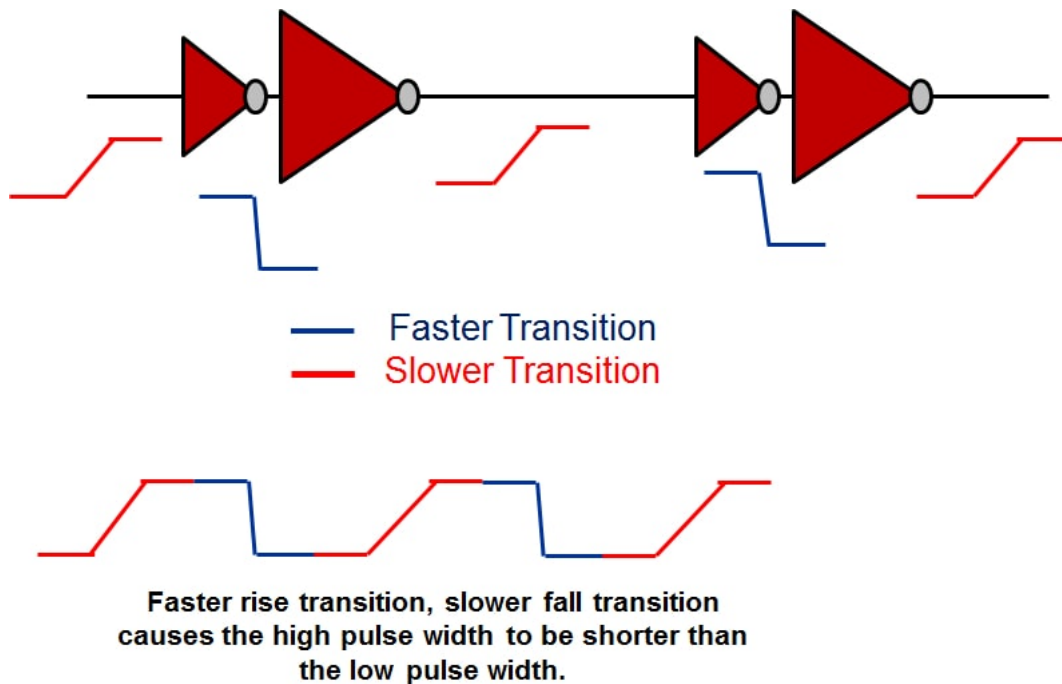 Faster Transition
Slower Transition
Faster rise transition, slower fall transition
causes the high pulse width to be shorter than
the low pulse width.